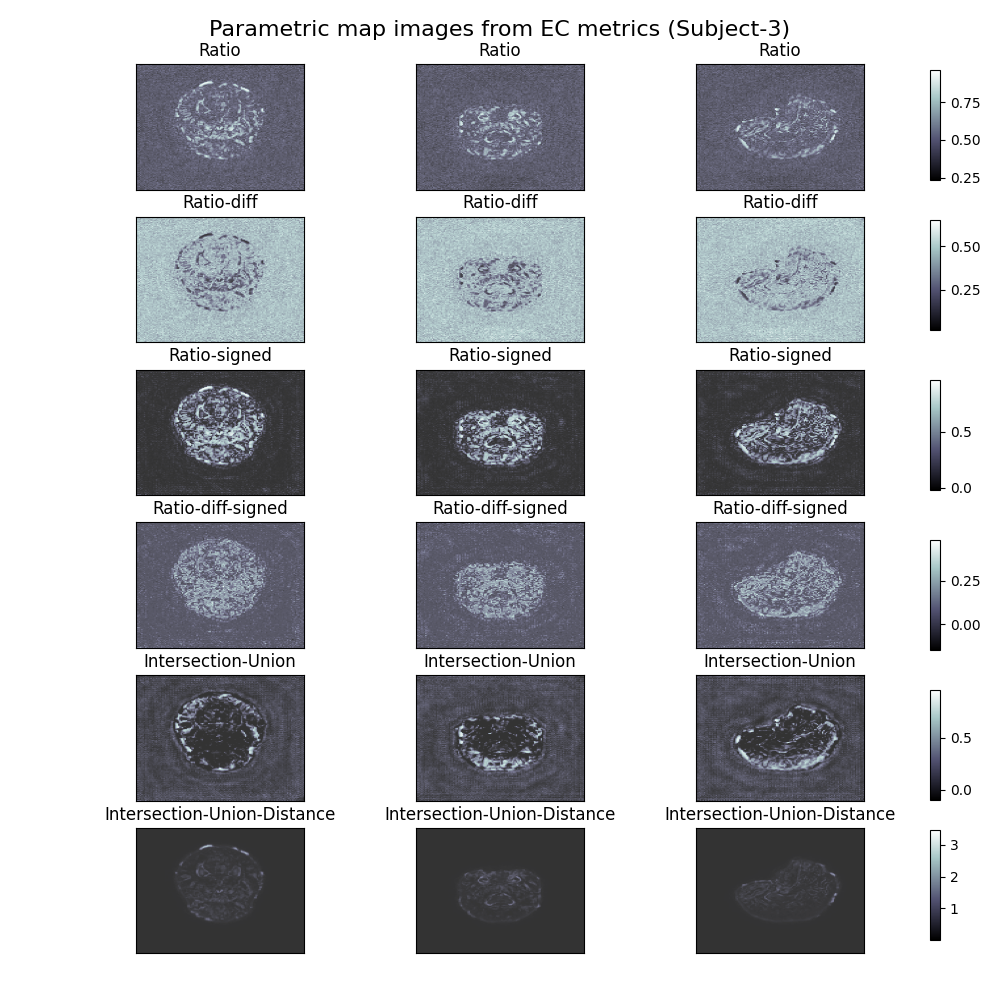 Parametric map images from EC metrics (Subject-3)
Ratio Ratio Ratio
0.75
0.50
0.25
Ratio-diff Ratio-diff Ratio-diff
0.50
0.25
Ratio-signed Ratio-signed Ratio-signed
0.5
0.0
Ratio-diff-signed Ratio-diff-signed Ratio-diff-signed
0.25
0.00
Intersection-Union Intersection-Union Intersection-Union
0.5
0.0
Intersection-Union-Distance Intersection-Union-Distance Intersection-Union-Distance
3
2
1